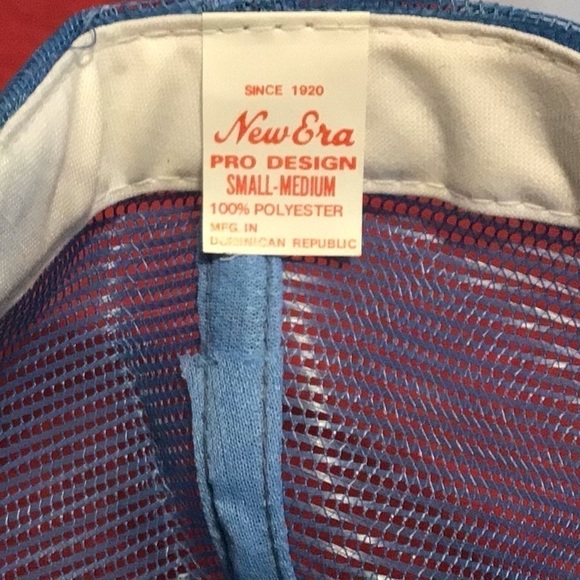 SINCE 1920
New Era
PRO DESIGN
SMALL-MEDIUM
100% POLYESTER
MFG. IN
DOMINICAN REPUBLIC